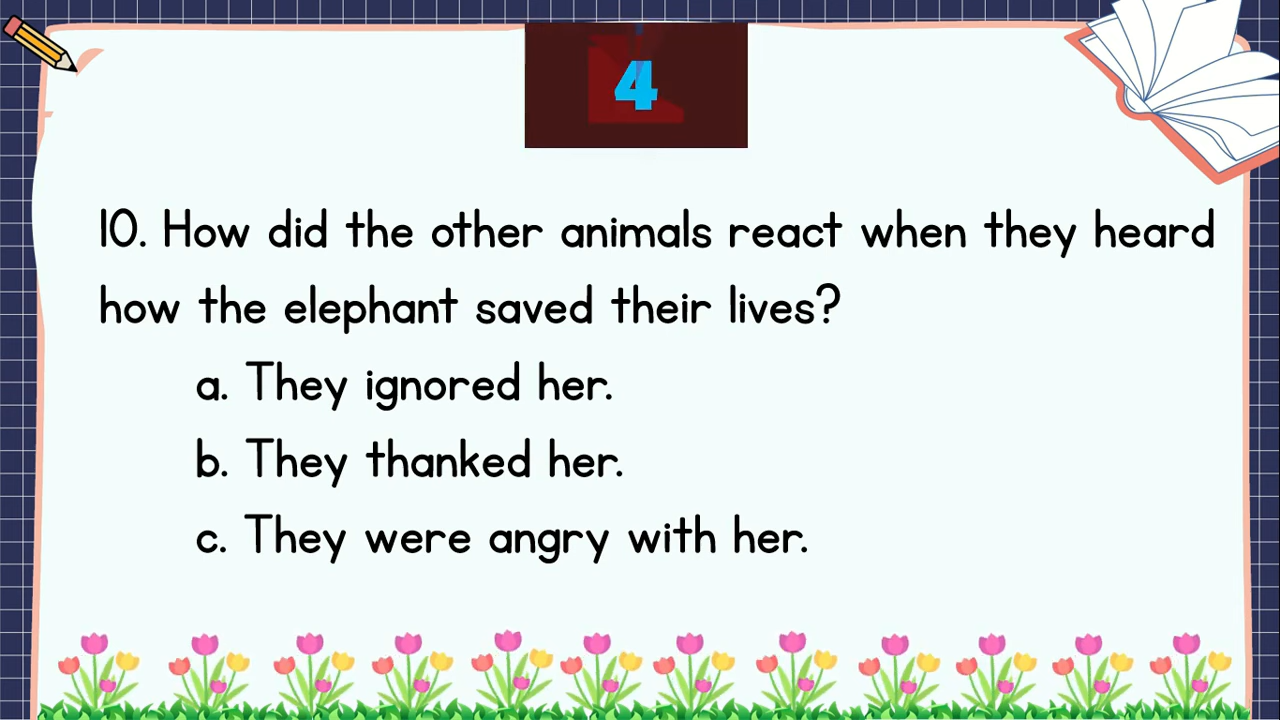 4
10. How did the other animals react when they heard
how the elephant saved their lives?
a. They ignored her.
b. They thanked her.
c. They were angry with her.